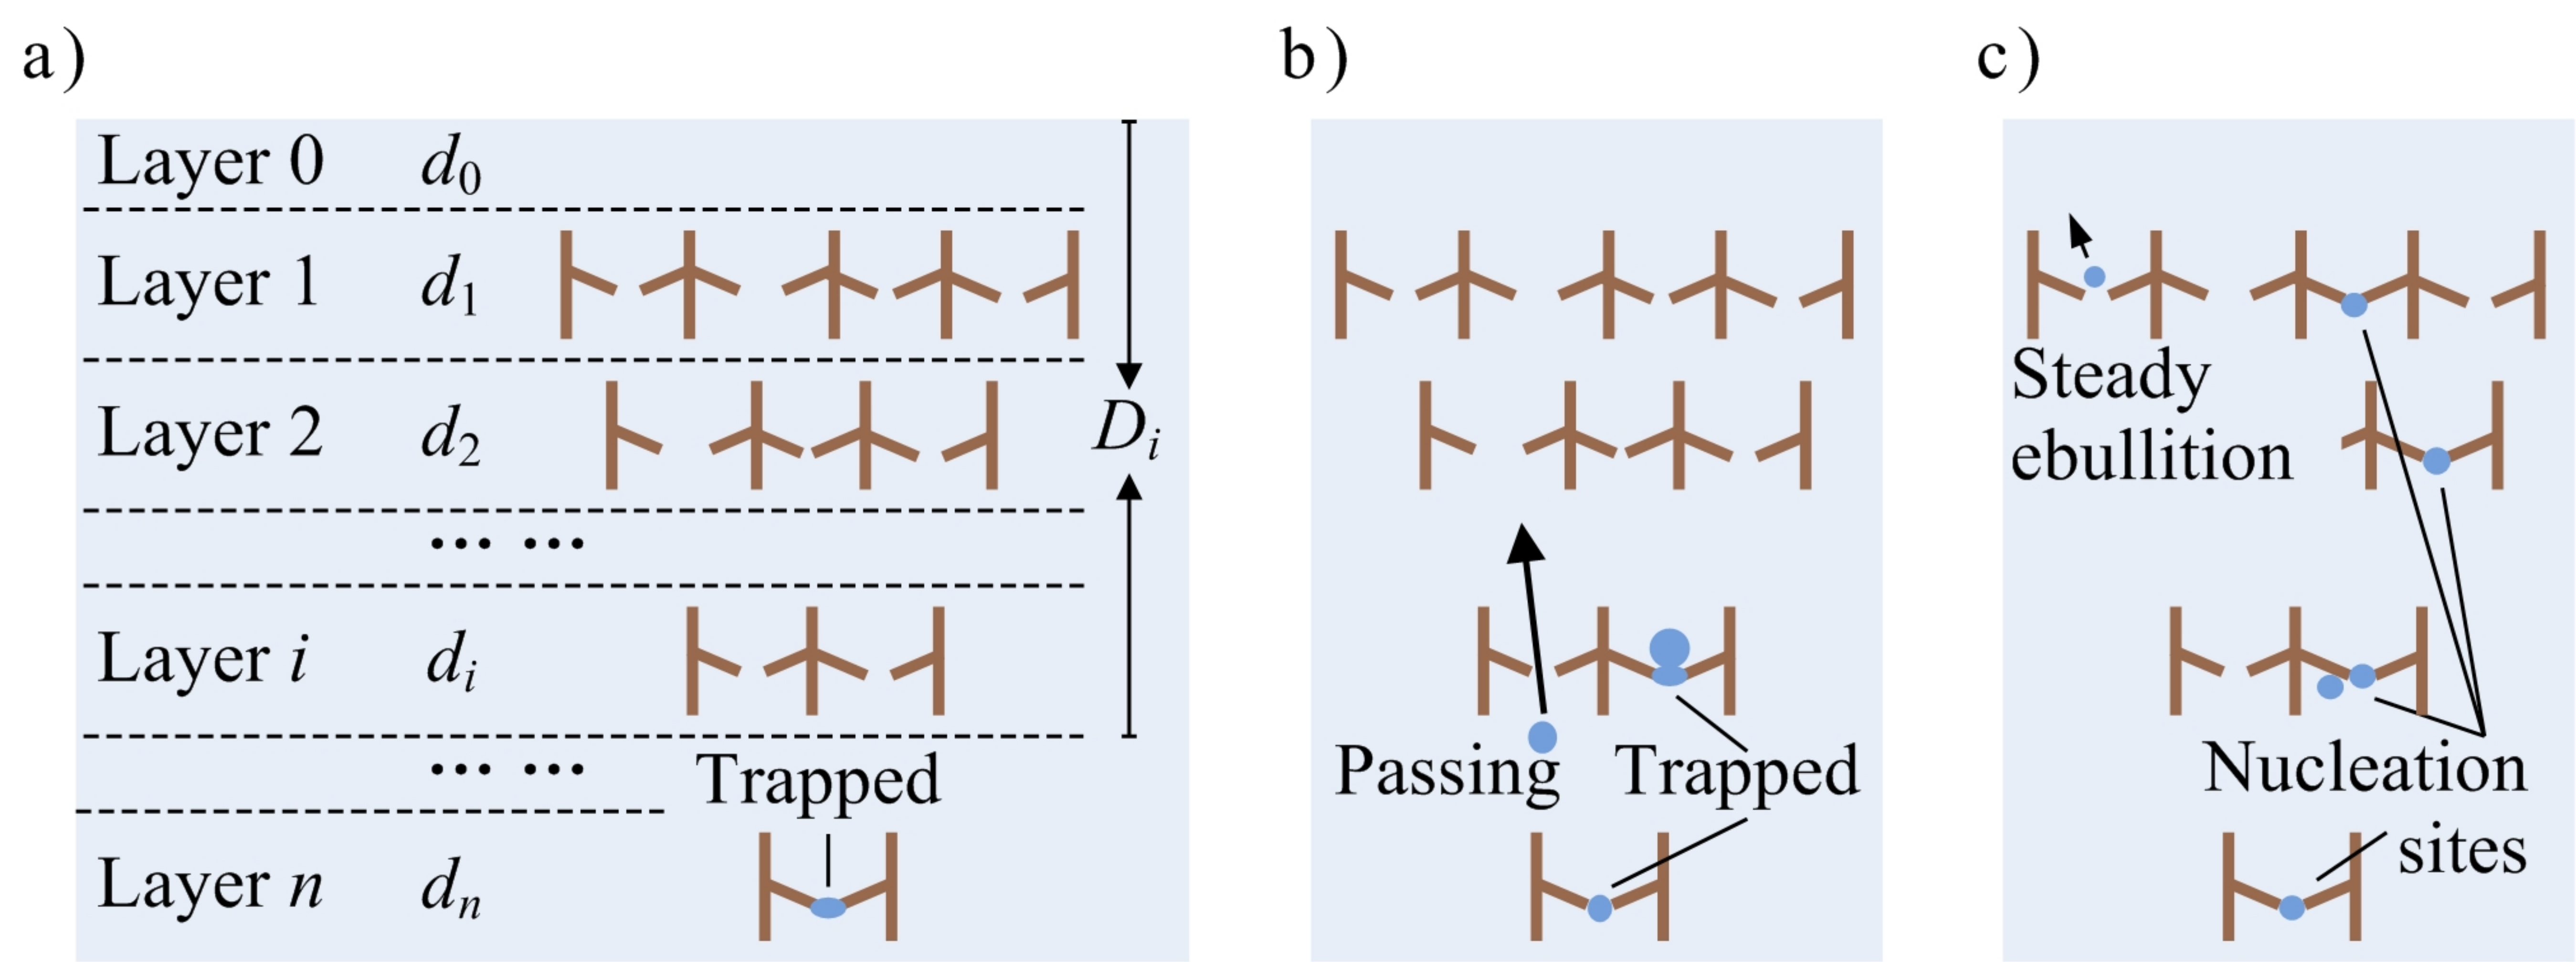 a)
Layer 0 d₀
Layer 1 d₁
Layer 2 d₂
... ...
Layer i dᵢ
... ...
Layer n dₙ
Dᵢ
Trapped
b)
Passing
Trapped
c)
Steady
ebullition
Nucleation
sites